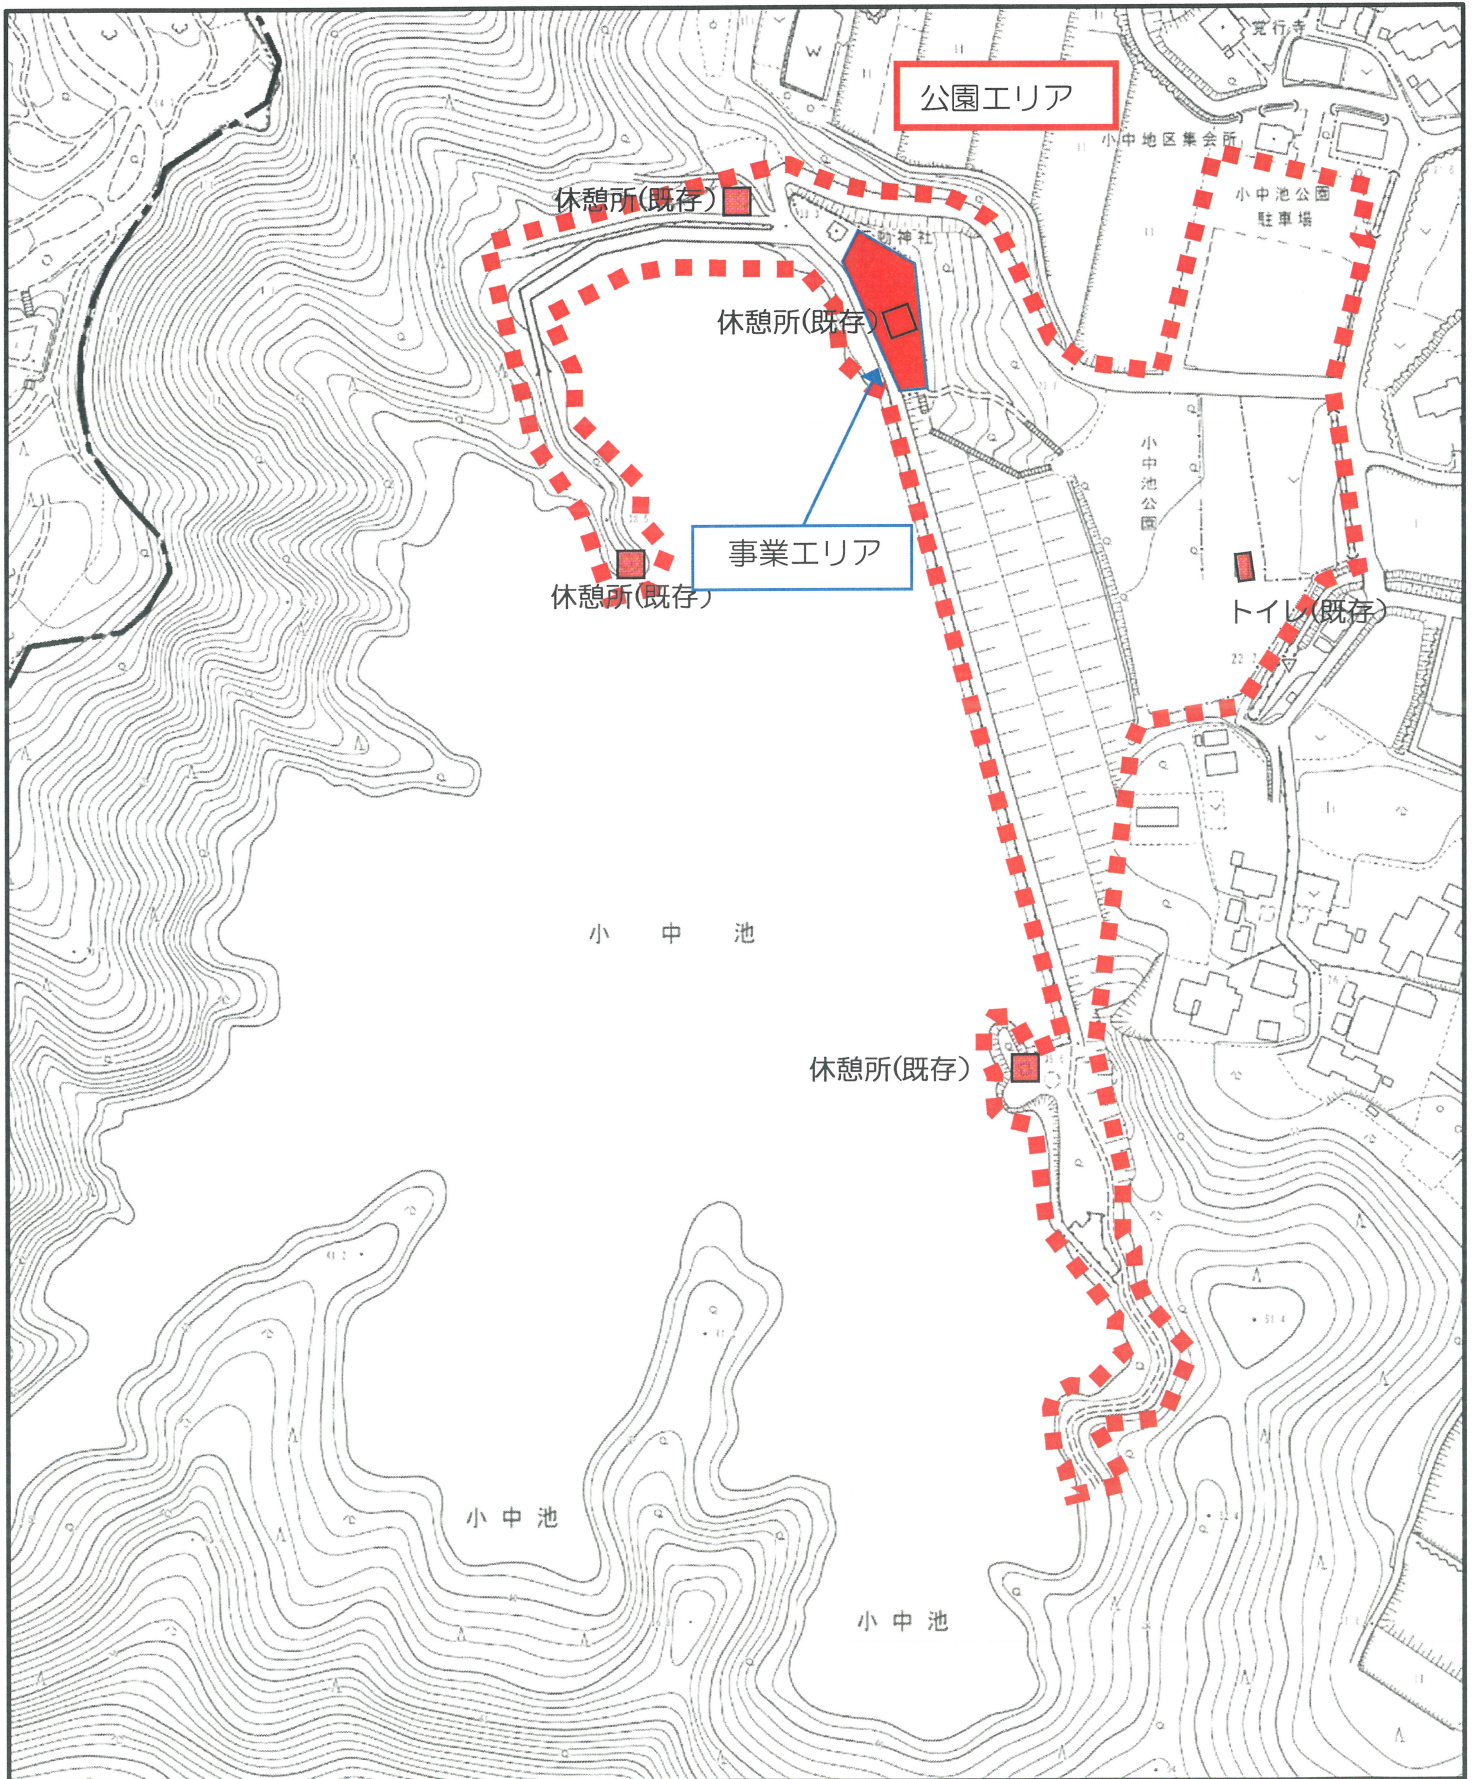 覚行寺
公園エリア
小中地区集会所
小中池公園
駐車場
休憩所(既存)
神社
休憩所(既存)
小中池公園
事業エリア
休憩所(既存)
トイレ(既存)
小中池
休憩所(既存)
51.4
小中池
小中池